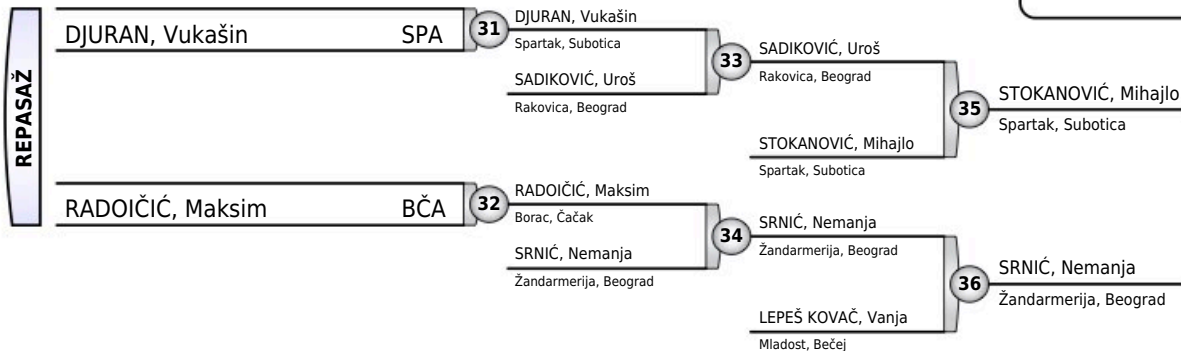 REPASAŽ
DJURAN, Vukašin SPA
31
DJURAN, Vukašin
Spartak, Subotica
SADIKOVIĆ, Uroš
Rakovica, Beograd
33
SADIKOVIĆ, Uroš
Rakovica, Beograd
STOKANOVIĆ, Mihajlo
Spartak, Subotica
35
STOKANOVIĆ, Mihajlo
Spartak, Subotica
RADOIČIĆ, Maksim BČA
32
RADOIČIĆ, Maksim
Borac, Čačak
SRNIĆ, Nemanja
Žandarmerija, Beograd
34
SRNIĆ, Nemanja
Žandarmerija, Beograd
LEPEŠ KOVAČ, Vanja
Mladost, Bečej
36
SRNIĆ, Nemanja
Žandarmerija, Beograd